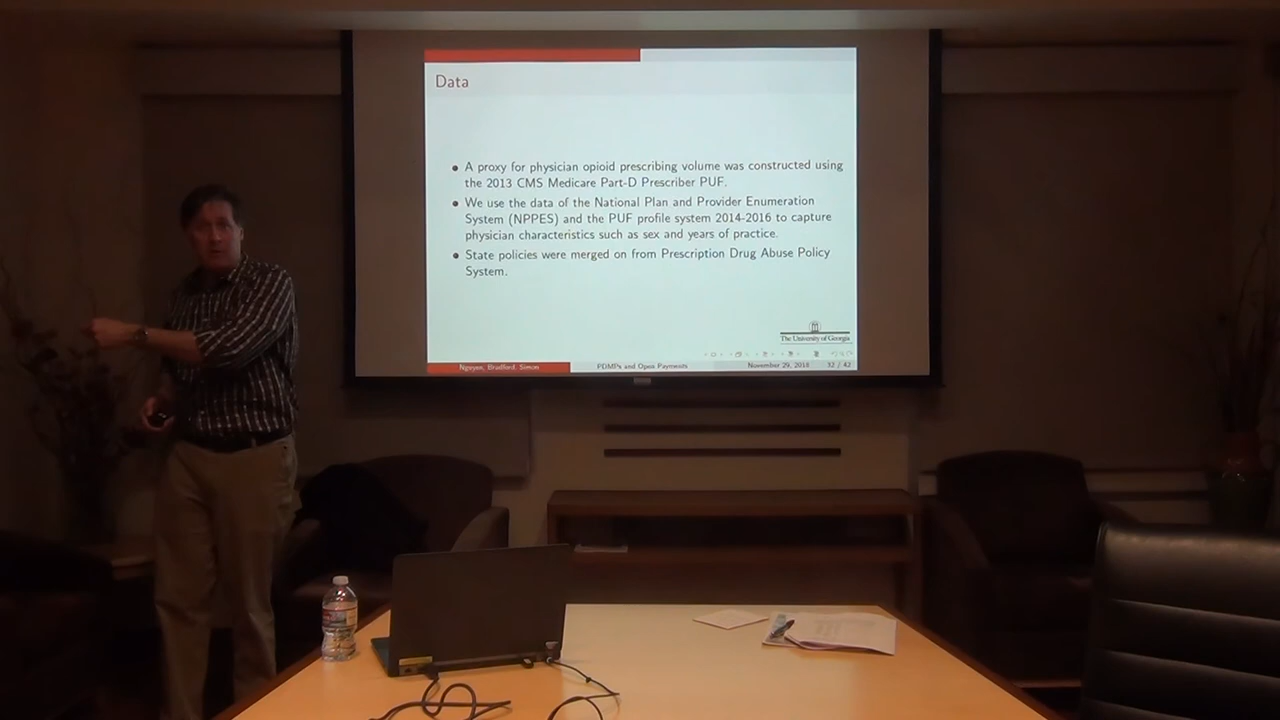 Data
A proxy for physician opioid prescribing volume was constructed using
the 2013 CMS Medicare Part-D Prescriber PUF.
We use the data of the National Plan and Provider Enumeration
System (NPPES) and the PUF profile system 2014-2016 to capture
physician characteristics such as sex and years of practice.
State policies were merged on from Prescription Drug Abuse Policy
System.
The University of Georgia
Nguyen, Bradford, Simon PDMPs and Open Payments November 29, 2018 32 / 42